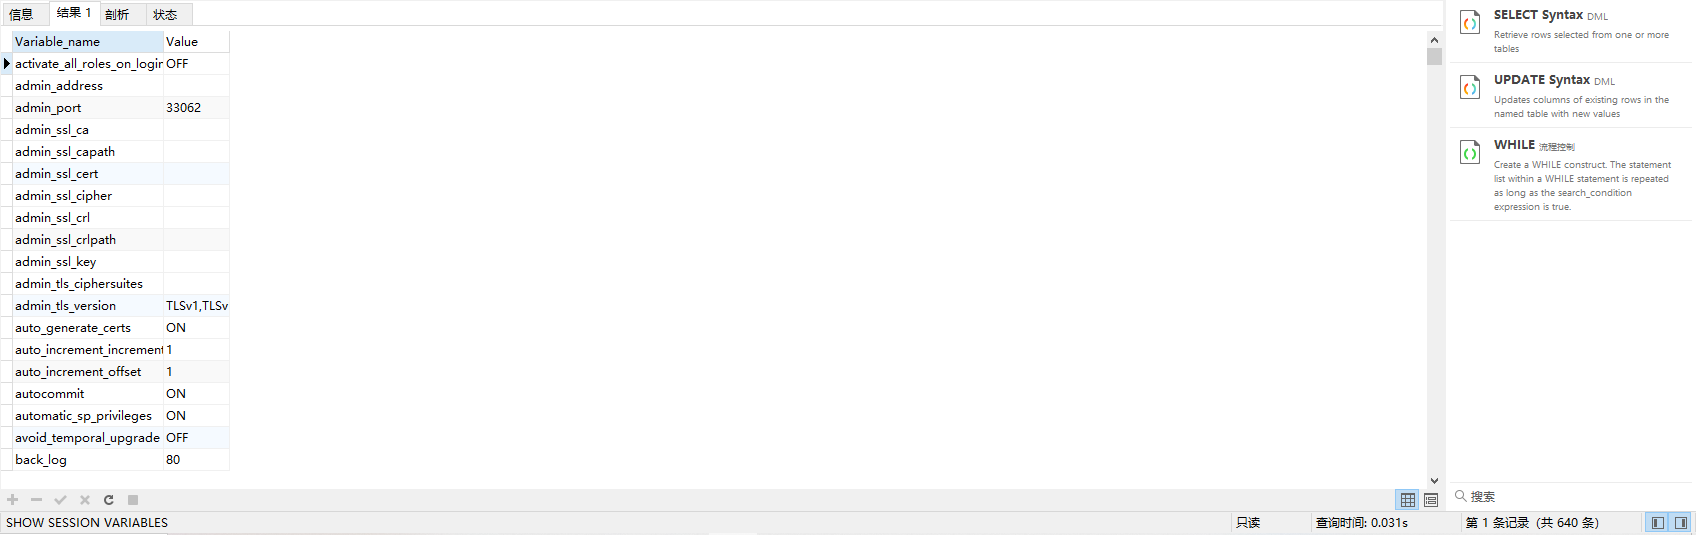 信息 结果 1 剖析 状态
Variable_name Value
activate_all_roles_on_login OFF
admin_address
admin_port 33062
admin_ssl_ca
admin_ssl_capath
admin_ssl_cert
admin_ssl_cipher
admin_ssl_crl
admin_ssl_crlpath
admin_ssl_key
admin_tls_ciphersuites
admin_tls_version TLSv1,TLSv
auto_generate_certs ON
auto_increment_increment 1
auto_increment_offset 1
autocommit ON
automatic_sp_privileges ON
avoid_temporal_upgrade OFF
back_log 80
SHOW SESSION VARIABLES
只读
查询时间: 0.031s
第 1 条记录 (共 640 条)
SELECT Syntax DML
Retrieve rows selected from one or more
tables
UPDATE Syntax DML
Updates columns of existing rows in the
named table with new values
WHILE 流程控制
Create a WHILE construct. The statement
list within a WHILE statement is repeated
as long as the search_condition
expression is true.
搜索